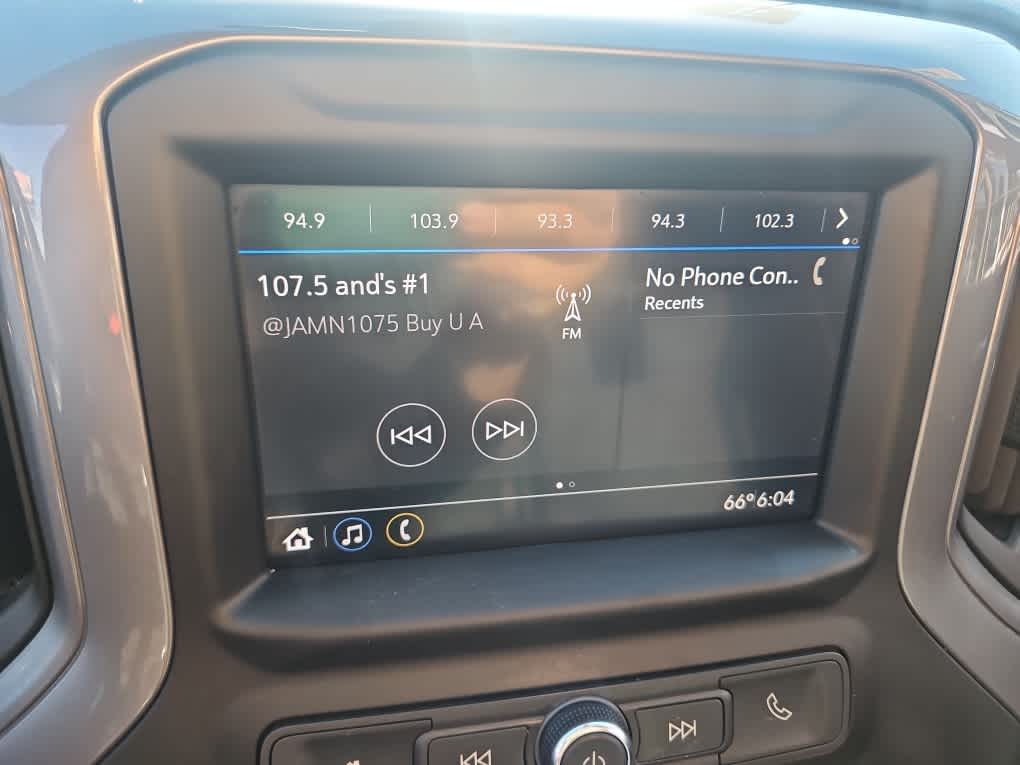 94.9 103.9 93.3 94.3 102.3
107.5 and's #1
@JAMN1075 Buy U A
FM
No Phone Con..
Recents
66° 6:04